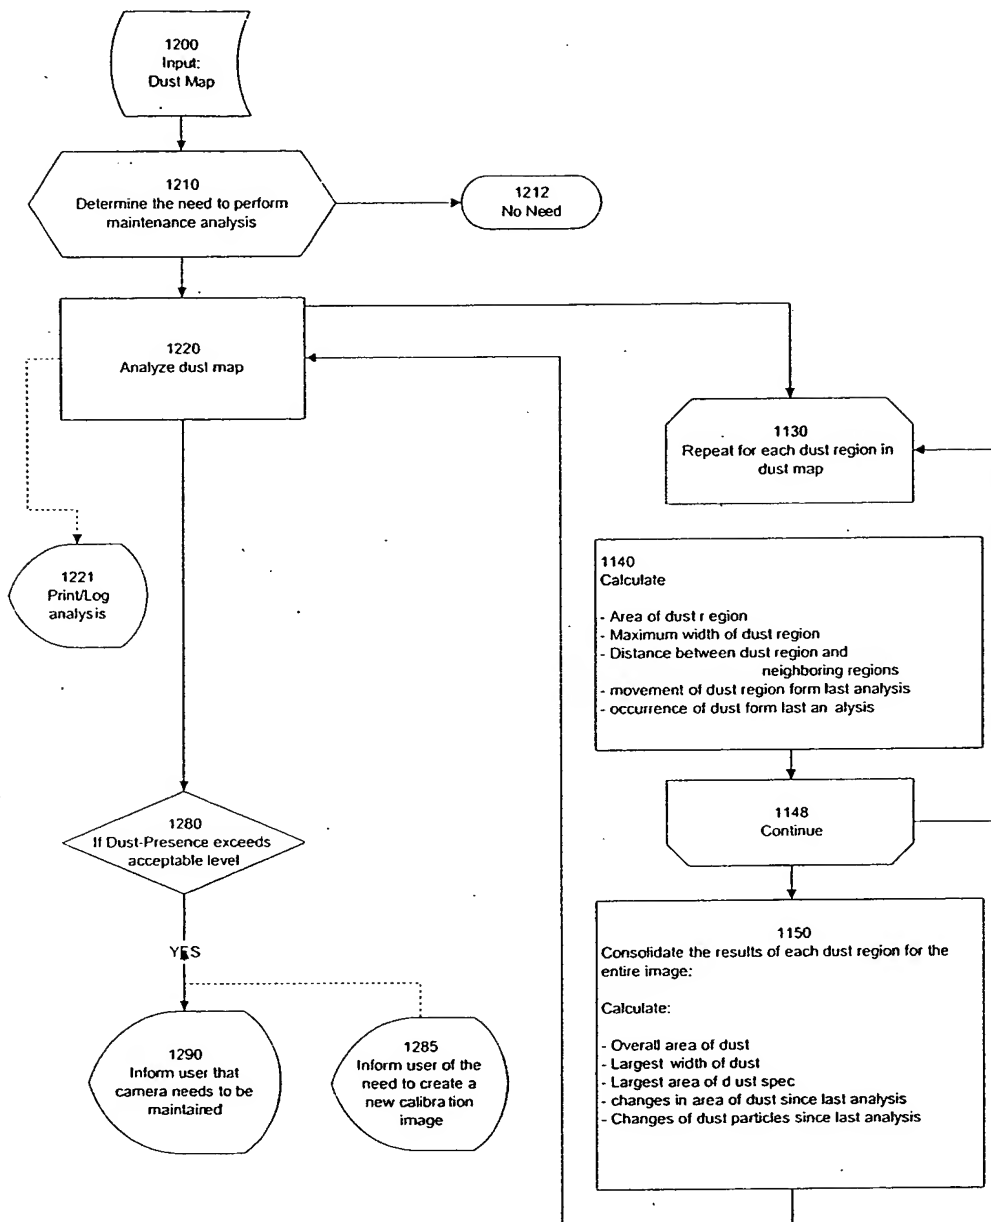 1200
Input:
Dust Map
1210
Determine the need to perform
maintenance analysis
1212
No Need
1220
Analyze dust map
1130
Repeat for each dust region in
dust map
1221
Print/Log
analysis
1140
Calculate
- Area of dust r egion
- Maximum width of dust region
- Distance between dust region and
neighboring regions
- movement of dust region form last analysis
- occurrence of dust form last an alysis
1148
Continue
1280
If Dust-Presence exceeds
acceptable level
YES
1150
Consolidate the results of each dust region for the
entire image:
Calculate:
- Overall area of dust
- Largest width of dust
- Largest area of d ust spec
- changes in area of dust since last analysis
- Changes of dust particles since last analysis
1290
Inform user that
camera needs to be
maintained
1285
Inform user of the
need to create a
new calibration
image